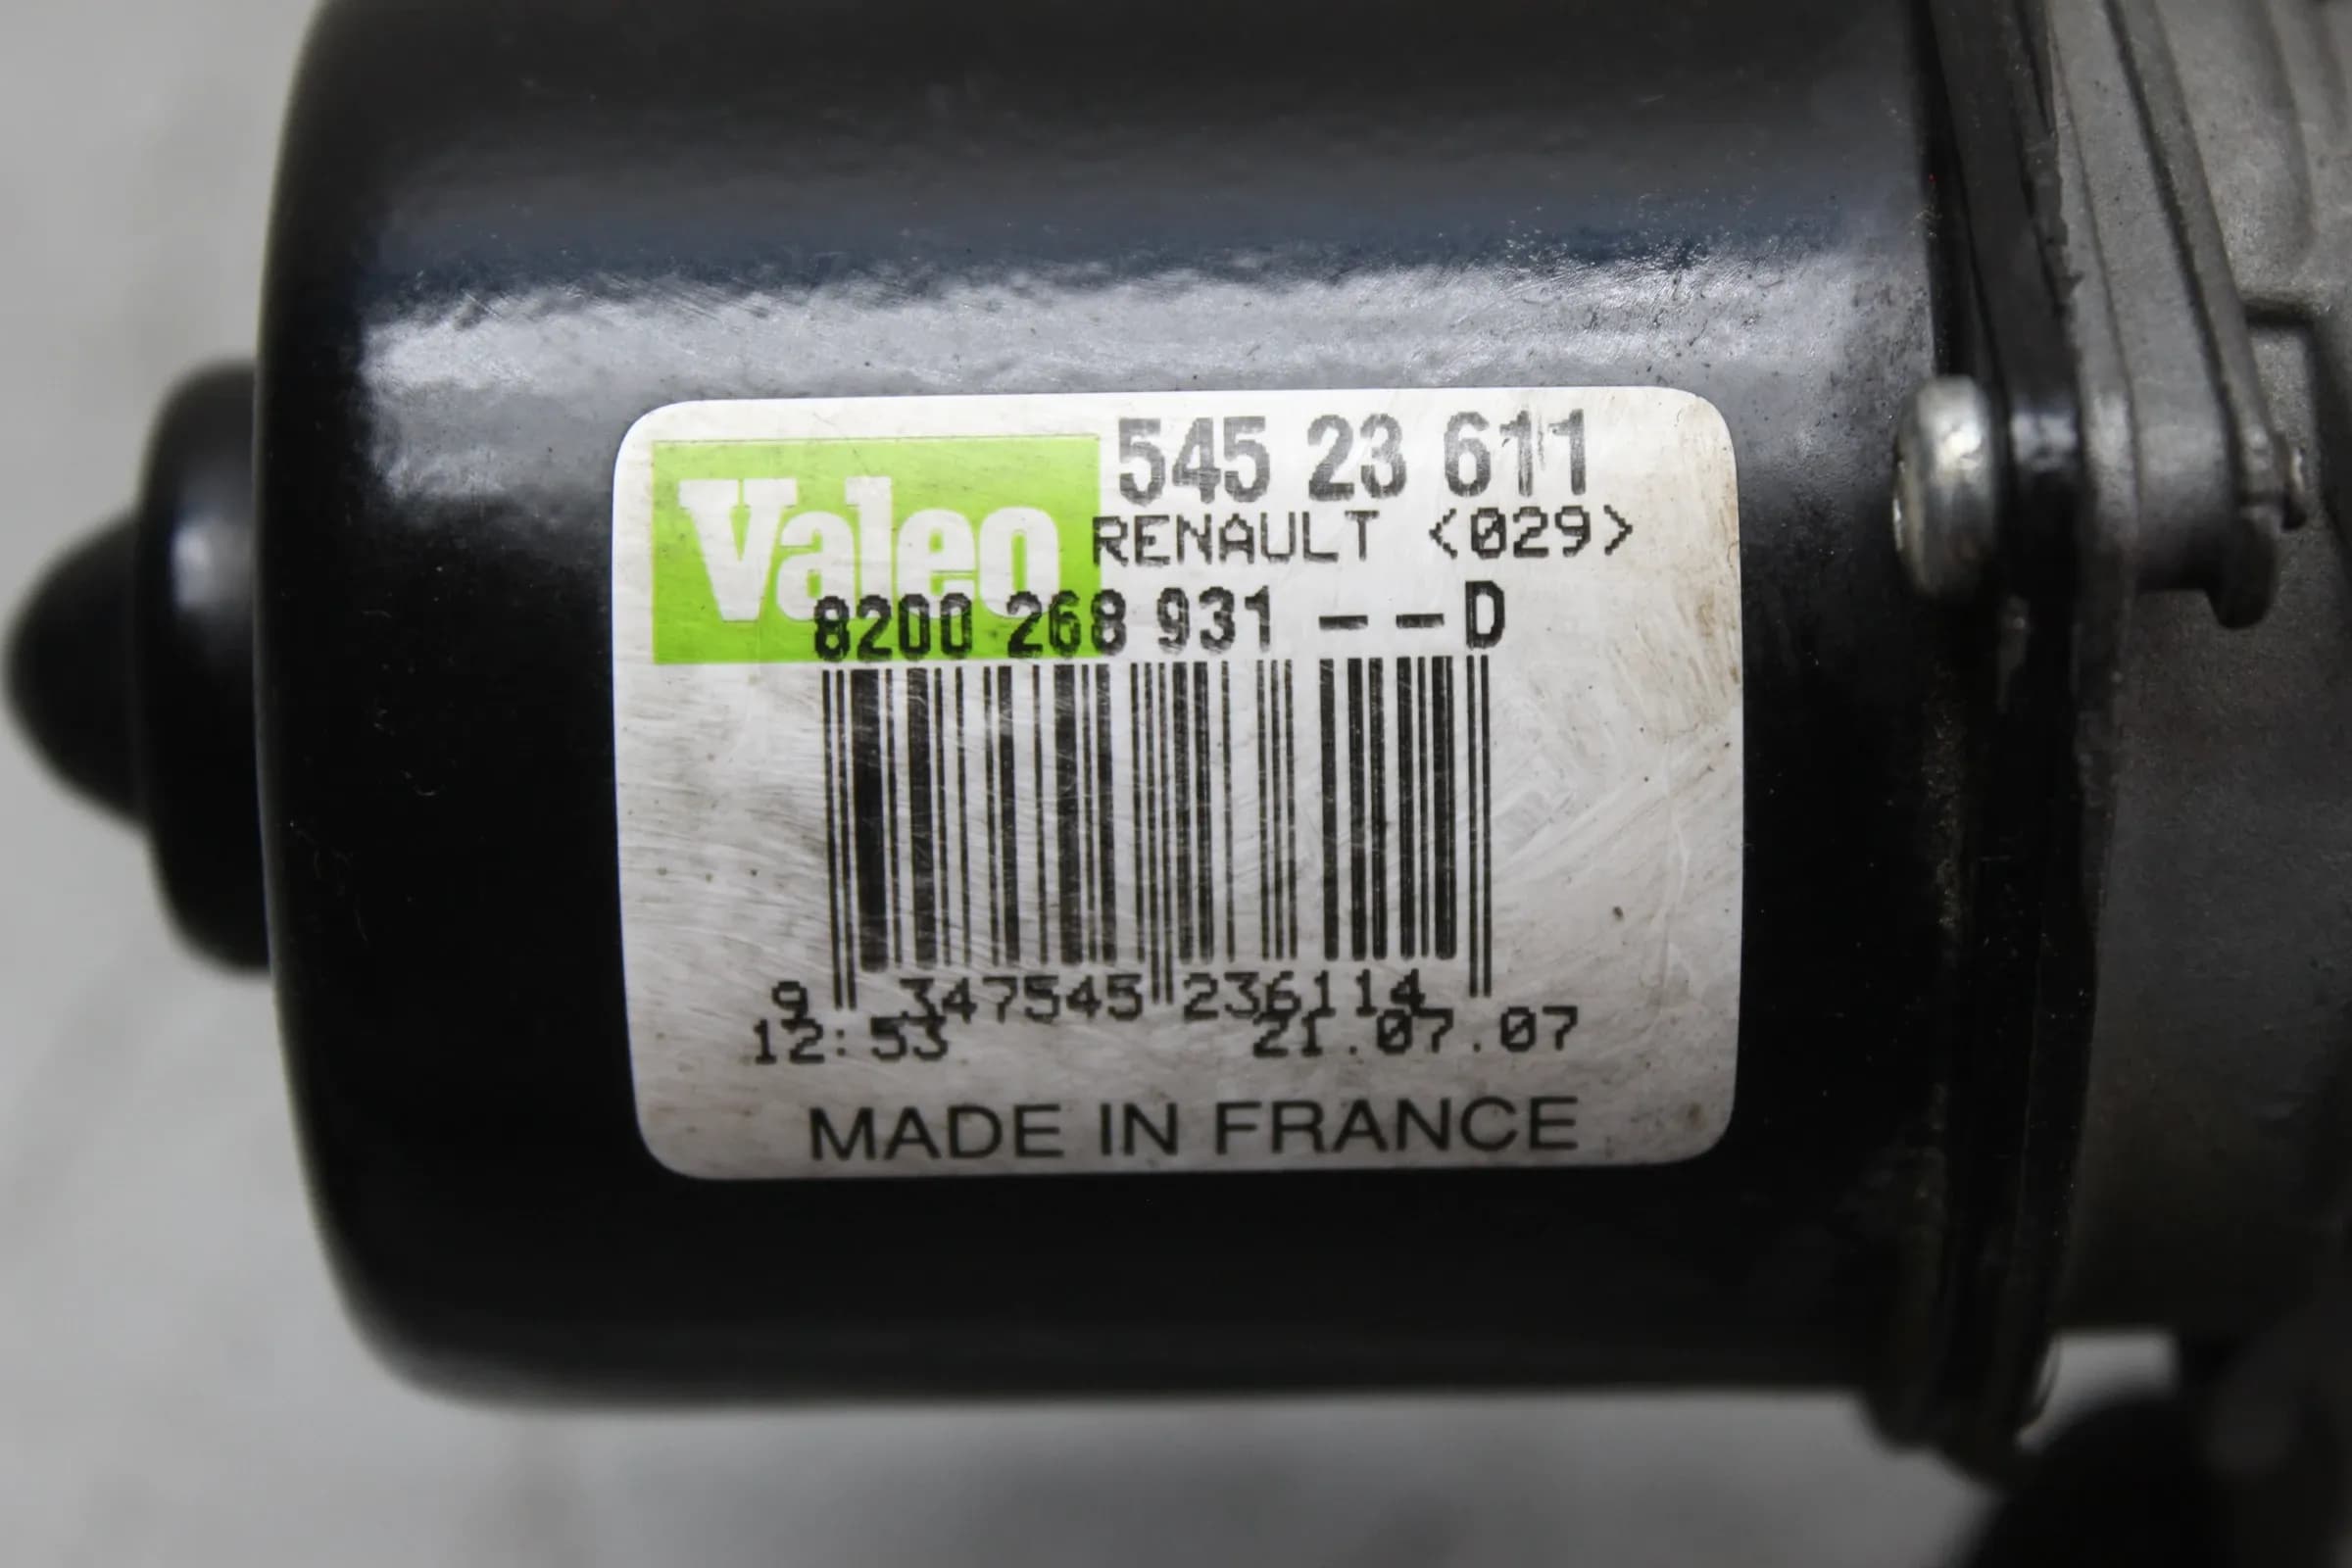 Valeo
545 23 611
RENAULT <029>
8200 268 931 --D
9 347545 236114
12:53 21.07.07
MADE IN FRANCE